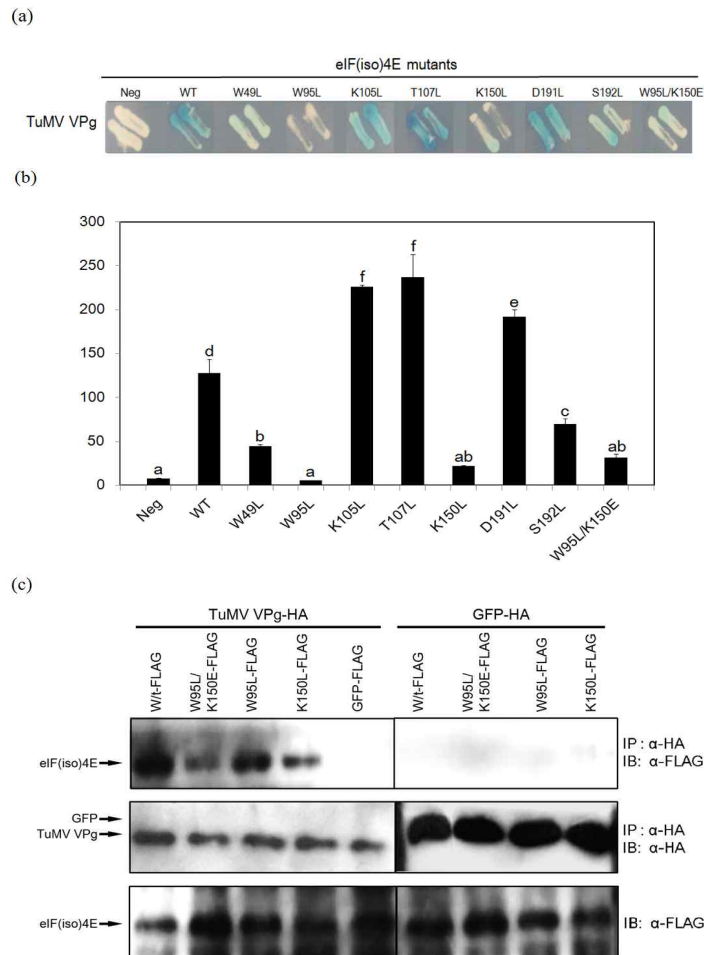 (a)
eIF(iso)4E mutants
Neg WT W49L W95L K105L T107L K150L D191L S192L W95L/K150E
TuMV VPg
(b)
300
250
200
150
100
50
0
a d b a f f ab e c ab
Neg WT W49L W95L K105L T107L K150L D191L S192L W95L/K150E
(c)
TuMV VPg-HA GFP-HA
W/t-FLAG W95L/K150E-FLAG W95L-FLAG K150L-FLAG GFP-FLAG W/t-FLAG W95L/K150E-FLAG W95L-FLAG K150L-FLAG
eIF(iso)4E
IP : α-HA
IB: α-FLAG
GFP
TuMV VPg
IP : α-HA
IB: α-HA
eIF(iso)4E
IB: α-FLAG